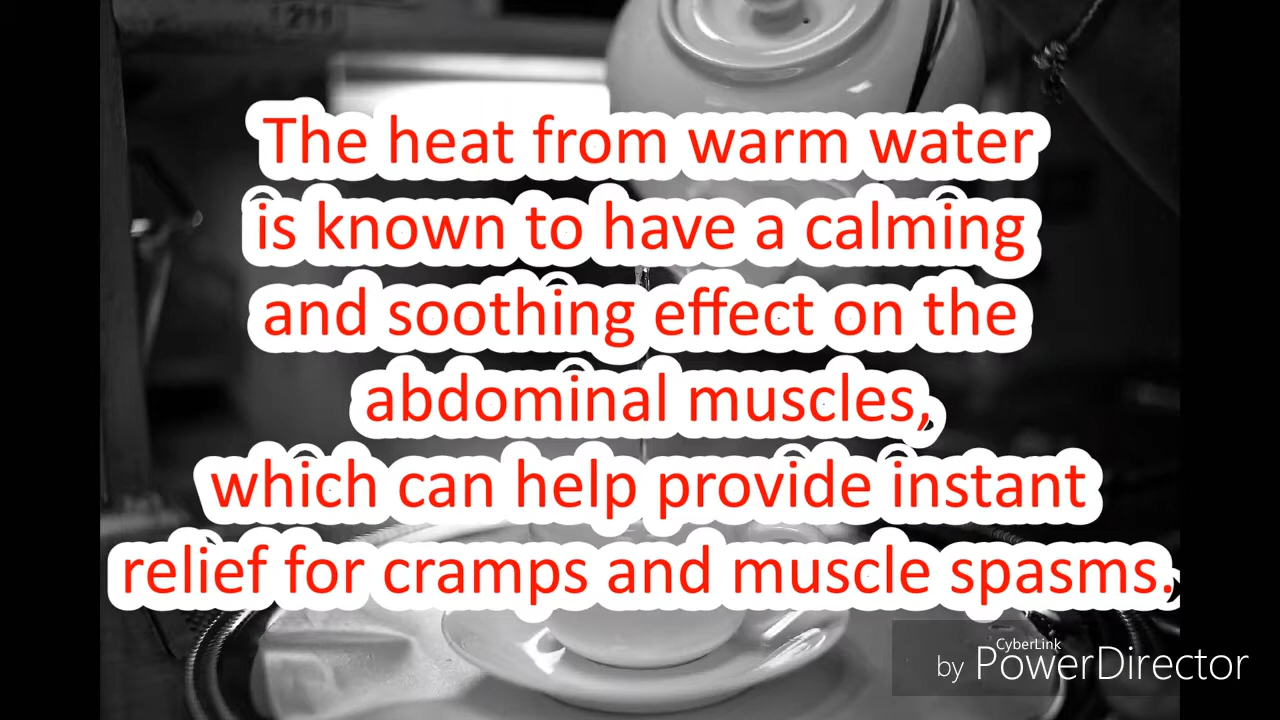 211
The heat from warm water
is known to have a calming
and soothing effect on the
abdominal muscles,
which can help provide instant
relief for cramps and muscle spasms.
CyberLink
by PowerDirector